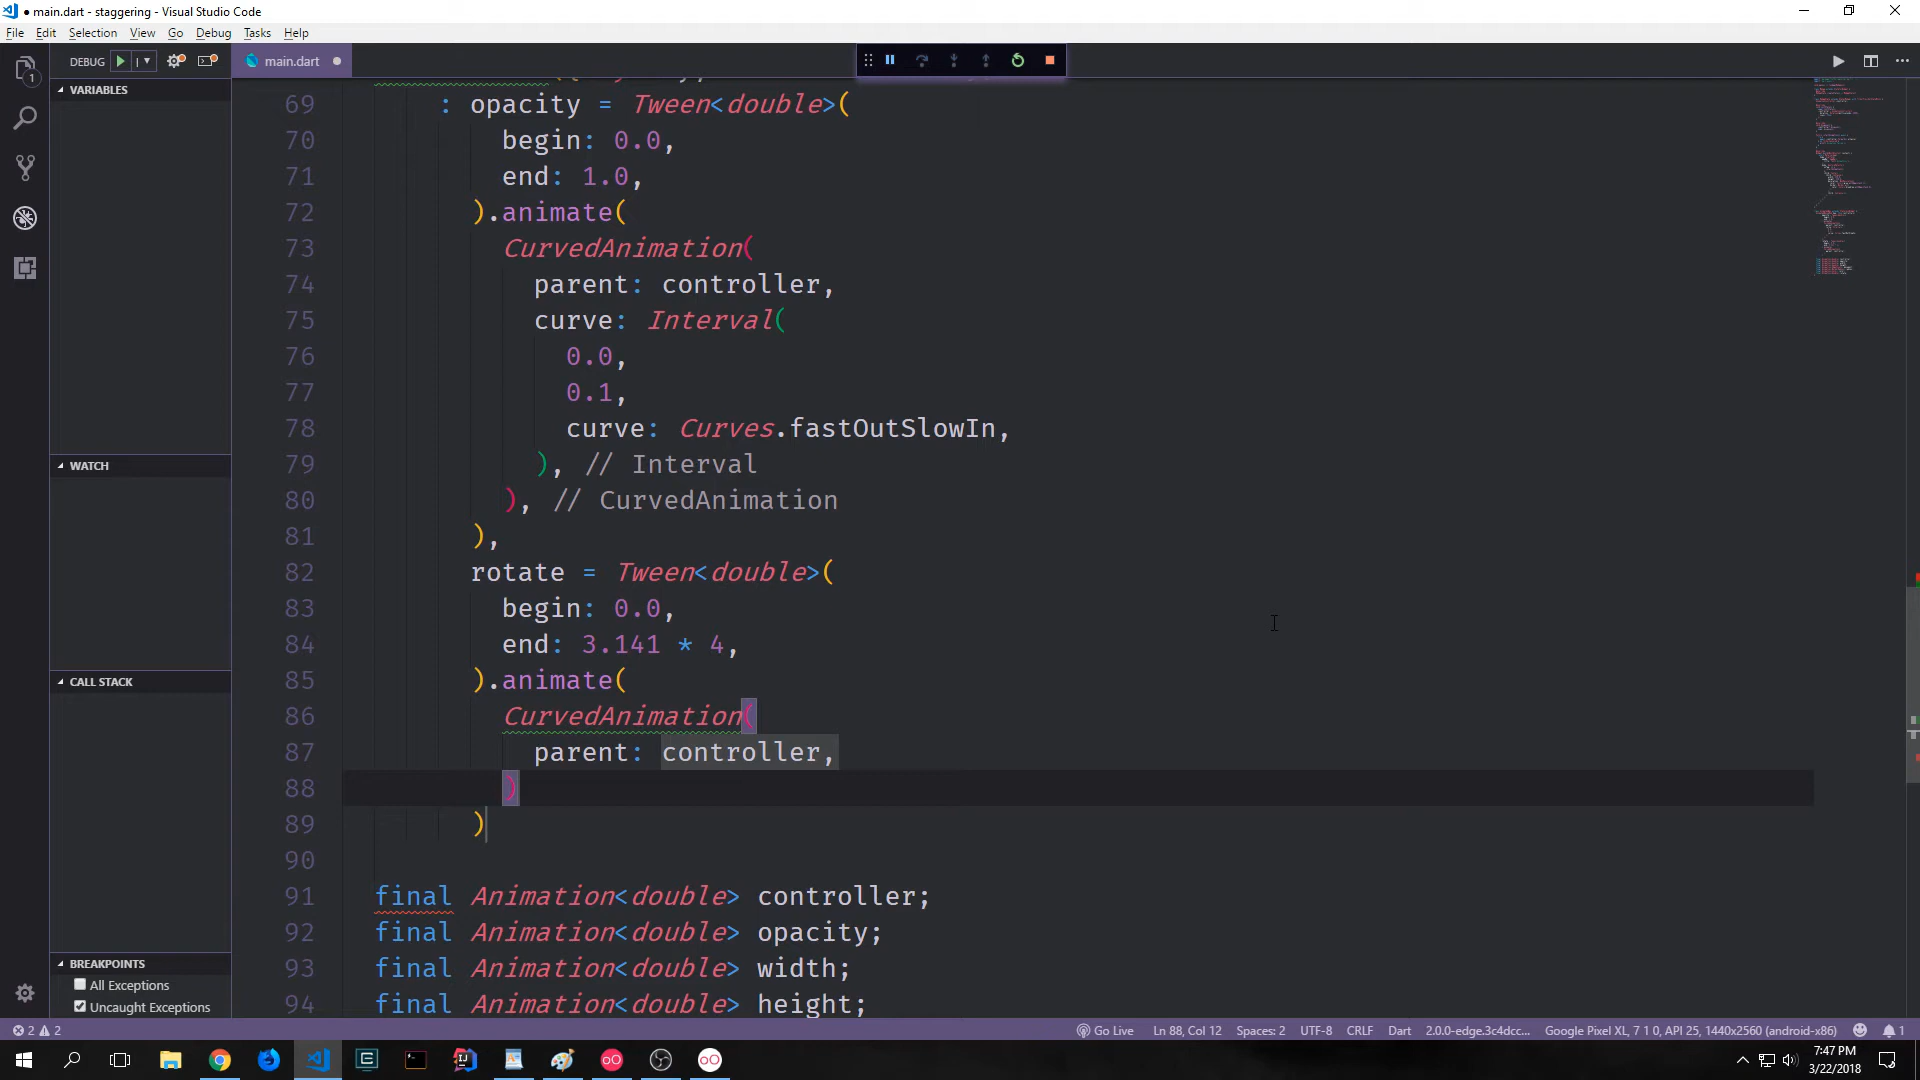 ● main.dart - staggering - Visual Studio Code
File Edit Selection View Go Debug Tasks Help
DEBUG
main.dart ●
VARIABLES
WATCH
CALL STACK
BREAKPOINTS
All Exceptions
Uncaught Exceptions
1
69 : opacity = Tween<double>(
70 begin: 0.0,
71 end: 1.0,
72 ).animate(
73 CurvedAnimation(
74 parent: controller,
75 curve: Interval(
76 0.0,
77 0.1,
78 curve: Curves.fastOutSlowIn,
79 ), // Interval
80 ), // CurvedAnimation
81 ),
82 rotate = Tween<double>(
83 begin: 0.0,
84 end: 3.141 * 4,
85 ).animate(
86 CurvedAnimation(
87 parent: controller,
88 )
89 )
90
91 final Animation<double> controller;
92 final Animation<double> opacity;
93 final Animation<double> width;
94 final Animation<double> height;
2 2 Go Live Ln 88, Col 12 Spaces: 2 UTF-8 CRLF Dart 2.0.0-edge.3c4dcc... Google Pixel XL, 7 1 0, API 25, 1440x2560 (android-x86) 1
7:47 PM
3/22/2018